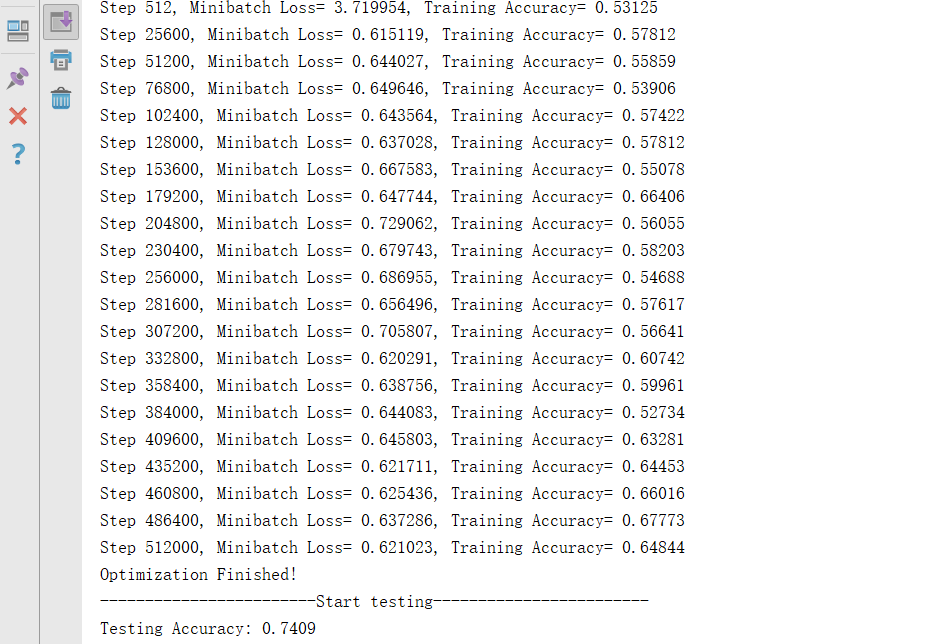 Step 512, Minibatch Loss= 3.719954, Training Accuracy= 0.53125
Step 25600, Minibatch Loss= 0.615119, Training Accuracy= 0.57812
Step 51200, Minibatch Loss= 0.644027, Training Accuracy= 0.55859
Step 76800, Minibatch Loss= 0.649646, Training Accuracy= 0.53906
Step 102400, Minibatch Loss= 0.643564, Training Accuracy= 0.57422
Step 128000, Minibatch Loss= 0.637028, Training Accuracy= 0.57812
Step 153600, Minibatch Loss= 0.667583, Training Accuracy= 0.55078
Step 179200, Minibatch Loss= 0.647744, Training Accuracy= 0.66406
Step 204800, Minibatch Loss= 0.729062, Training Accuracy= 0.56055
Step 230400, Minibatch Loss= 0.679743, Training Accuracy= 0.58203
Step 256000, Minibatch Loss= 0.686955, Training Accuracy= 0.54688
Step 281600, Minibatch Loss= 0.656496, Training Accuracy= 0.57617
Step 307200, Minibatch Loss= 0.705807, Training Accuracy= 0.56641
Step 332800, Minibatch Loss= 0.620291, Training Accuracy= 0.60742
Step 358400, Minibatch Loss= 0.638756, Training Accuracy= 0.59961
Step 384000, Minibatch Loss= 0.644083, Training Accuracy= 0.52734
Step 409600, Minibatch Loss= 0.645803, Training Accuracy= 0.63281
Step 435200, Minibatch Loss= 0.621711, Training Accuracy= 0.64453
Step 460800, Minibatch Loss= 0.625436, Training Accuracy= 0.66016
Step 486400, Minibatch Loss= 0.637286, Training Accuracy= 0.67773
Step 512000, Minibatch Loss= 0.621023, Training Accuracy= 0.64844
Optimization Finished!
------------------------Start testing------------------------
Testing Accuracy: 0.7409